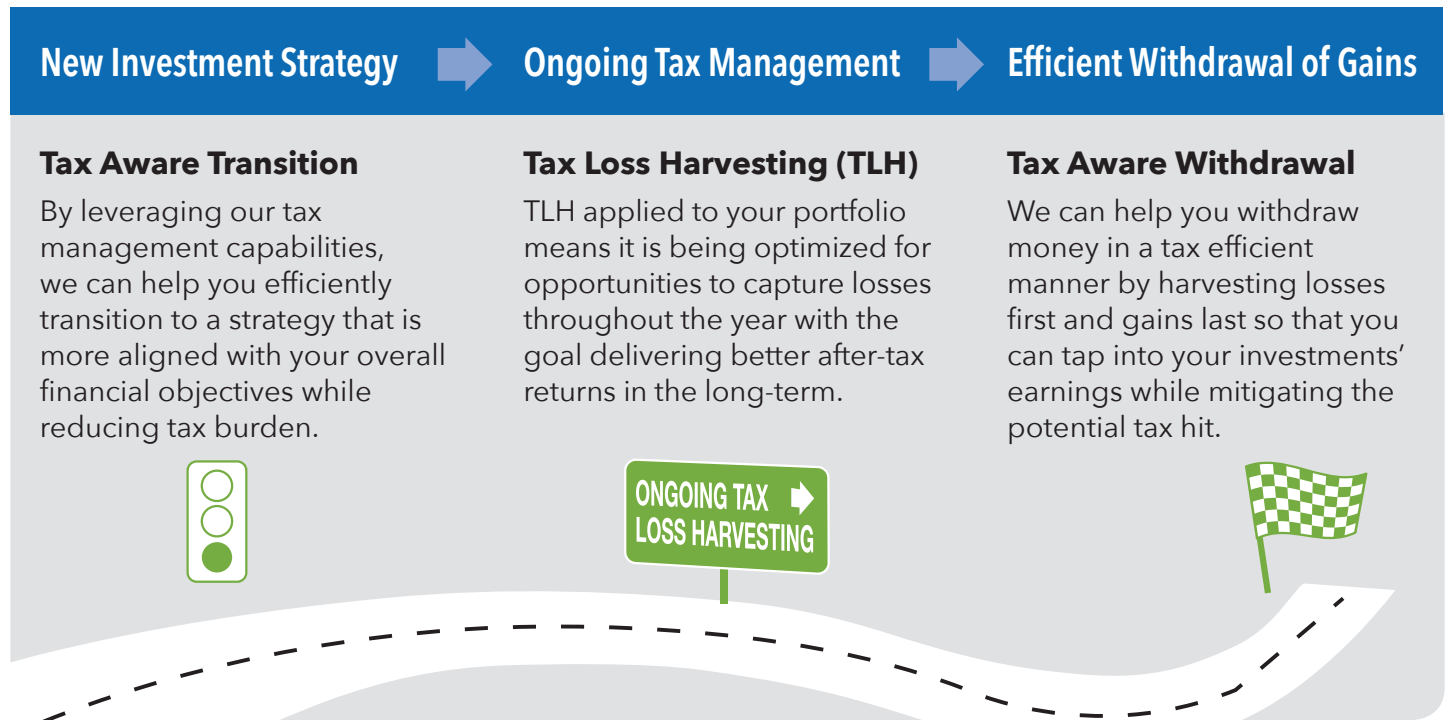 New Investment Strategy
Ongoing Tax Management
Efficient Withdrawal of Gains
Tax Aware Transition
By leveraging our tax
management capabilities,
we can help you efficiently
transition to a strategy that is
more aligned with your overall
financial objectives while
reducing tax burden.
Tax Loss Harvesting (TLH)
TLH applied to your portfolio
means it is being optimized for
opportunities to capture losses
throughout the year with the
goal delivering better after-tax
returns in the long-term.
Tax Aware Withdrawal
We can help you withdraw
money in a tax efficient
manner by harvesting losses
first and gains last so that you
can tap into your investments’
earnings while mitigating the
potential tax hit.
ONGOING TAX
LOSS HARVESTING